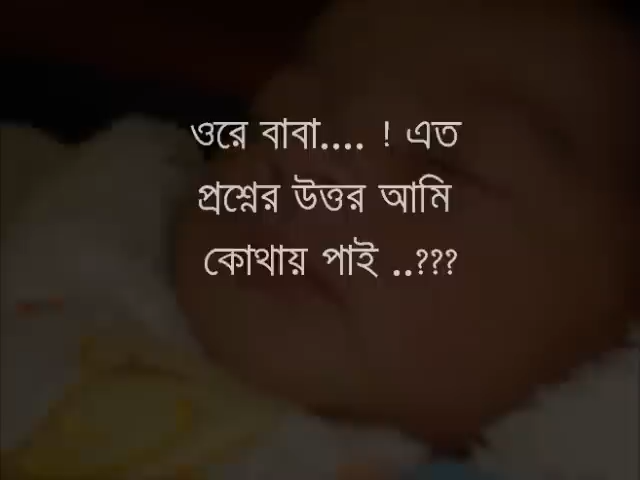 ওরে বাবা.... ! এত
প্রশ্নের উত্তর আমি
কোথায় পাই ..???